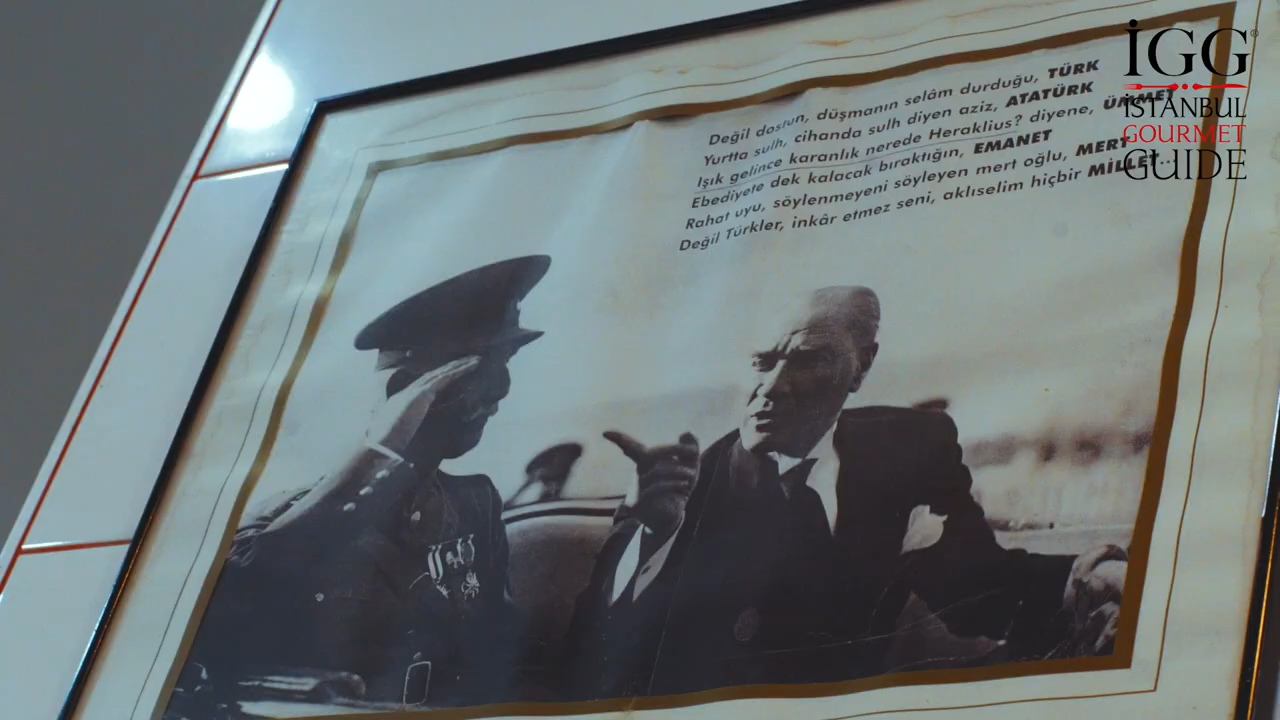 Değil dostun, düşmanın selâm durduğu, TÜRK
Yurtta sulh, cihanda sulh diyen aziz, ATATÜRK
Işık gelince karanlık nerede Heraklius? diyene, ÜMMET
Ebediyete dek kalacak bıraktığın, EMANET
Rahat uyu, söylenmeyeni söyleyen mert oğlu, MERT
Değil Türkler, inkâr etmez seni, aklıselim hiçbir MİLLET...
İGG
İSTANBUL
GOURMET
GUIDE